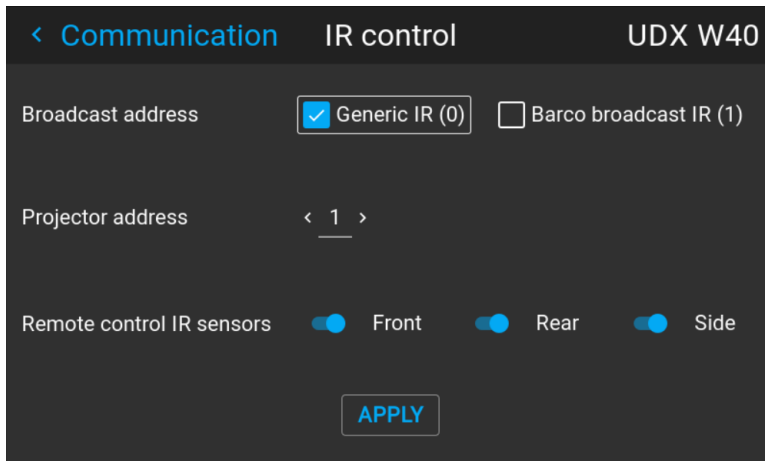 Communication IR control UDX W40
Broadcast address Generic IR (0) Barco broadcast IR (1)
Projector address 1
Remote control IR sensors Front Rear Side
APPLY